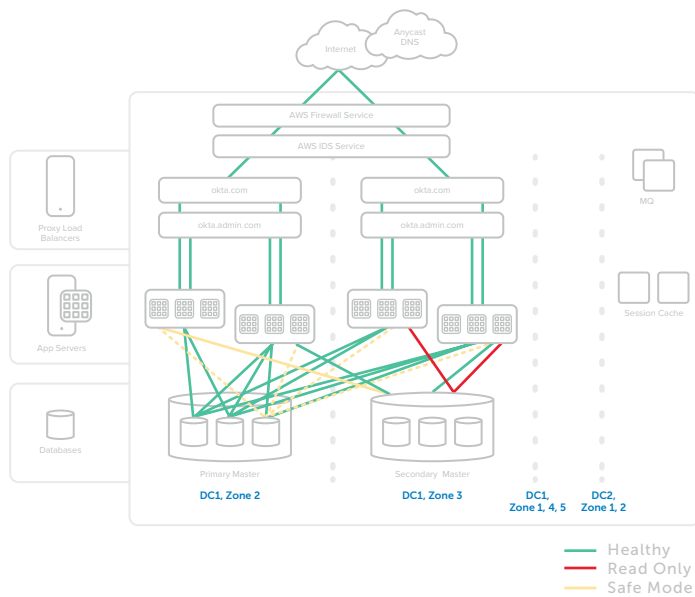 Internet
Anycast
DNS
AWS Firewall Service
AWS IDS Service
okta.com
okta.com
MQ
okta.admin.com
okta.admin.com
Proxy Load
Balancers
Session Cache
App Servers
Databases
Primary Master
Secondary Master
DC1, Zone 2
DC1, Zone 3
DC1,
Zone 1, 4, 5
DC2,
Zone 1, 2
Healthy
Read Only
Safe Mode